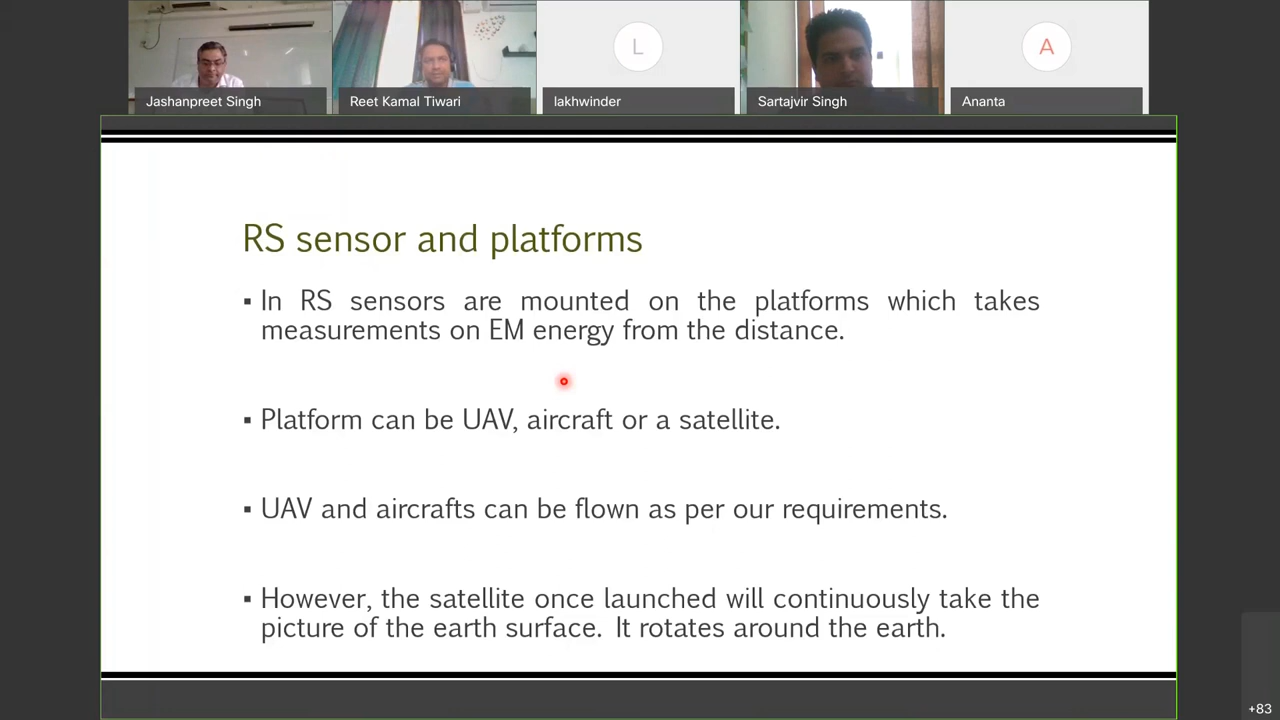 L
A
Jashanpreet Singh
Reet Kamal Tiwari
lakhwinder
Sartajvir Singh
Ananta
RS sensor and platforms
▪ In RS sensors are mounted on the platforms which takes
measurements on EM energy from the distance.
▪ Platform can be UAV, aircraft or a satellite.
▪ UAV and aircrafts can be flown as per our requirements.
▪ However, the satellite once launched will continuously take the
picture of the earth surface. It rotates around the earth.
+83